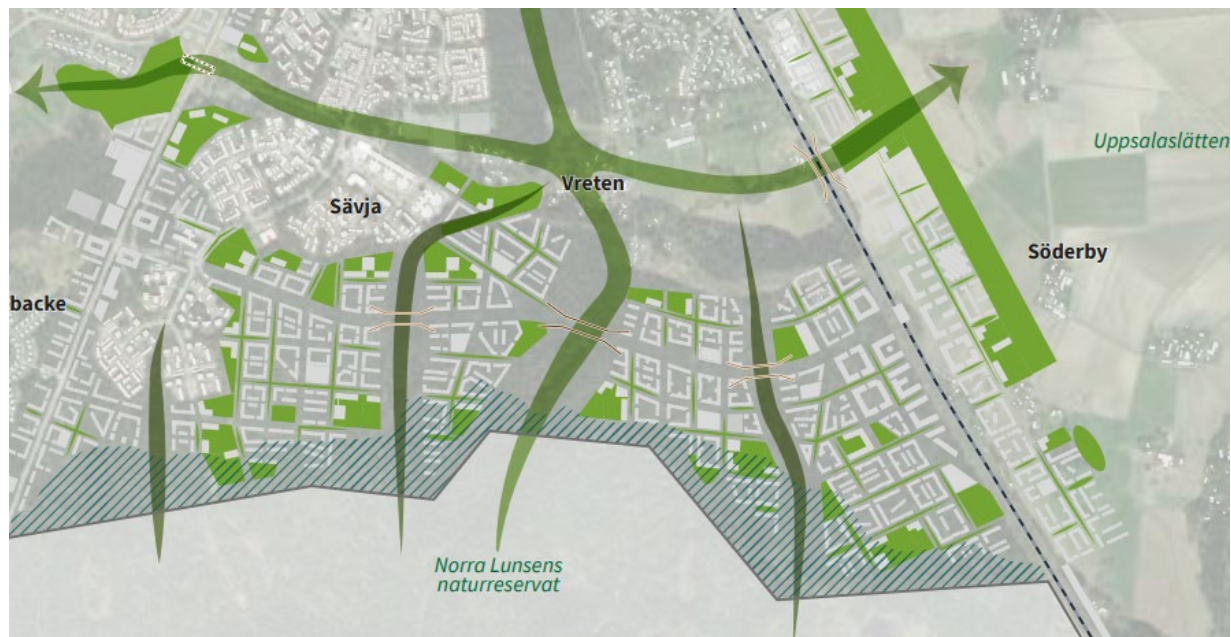 Uppsalaslätten
Vreten
Sävja
Söderby
backe
Norra Lunsens
naturreservat